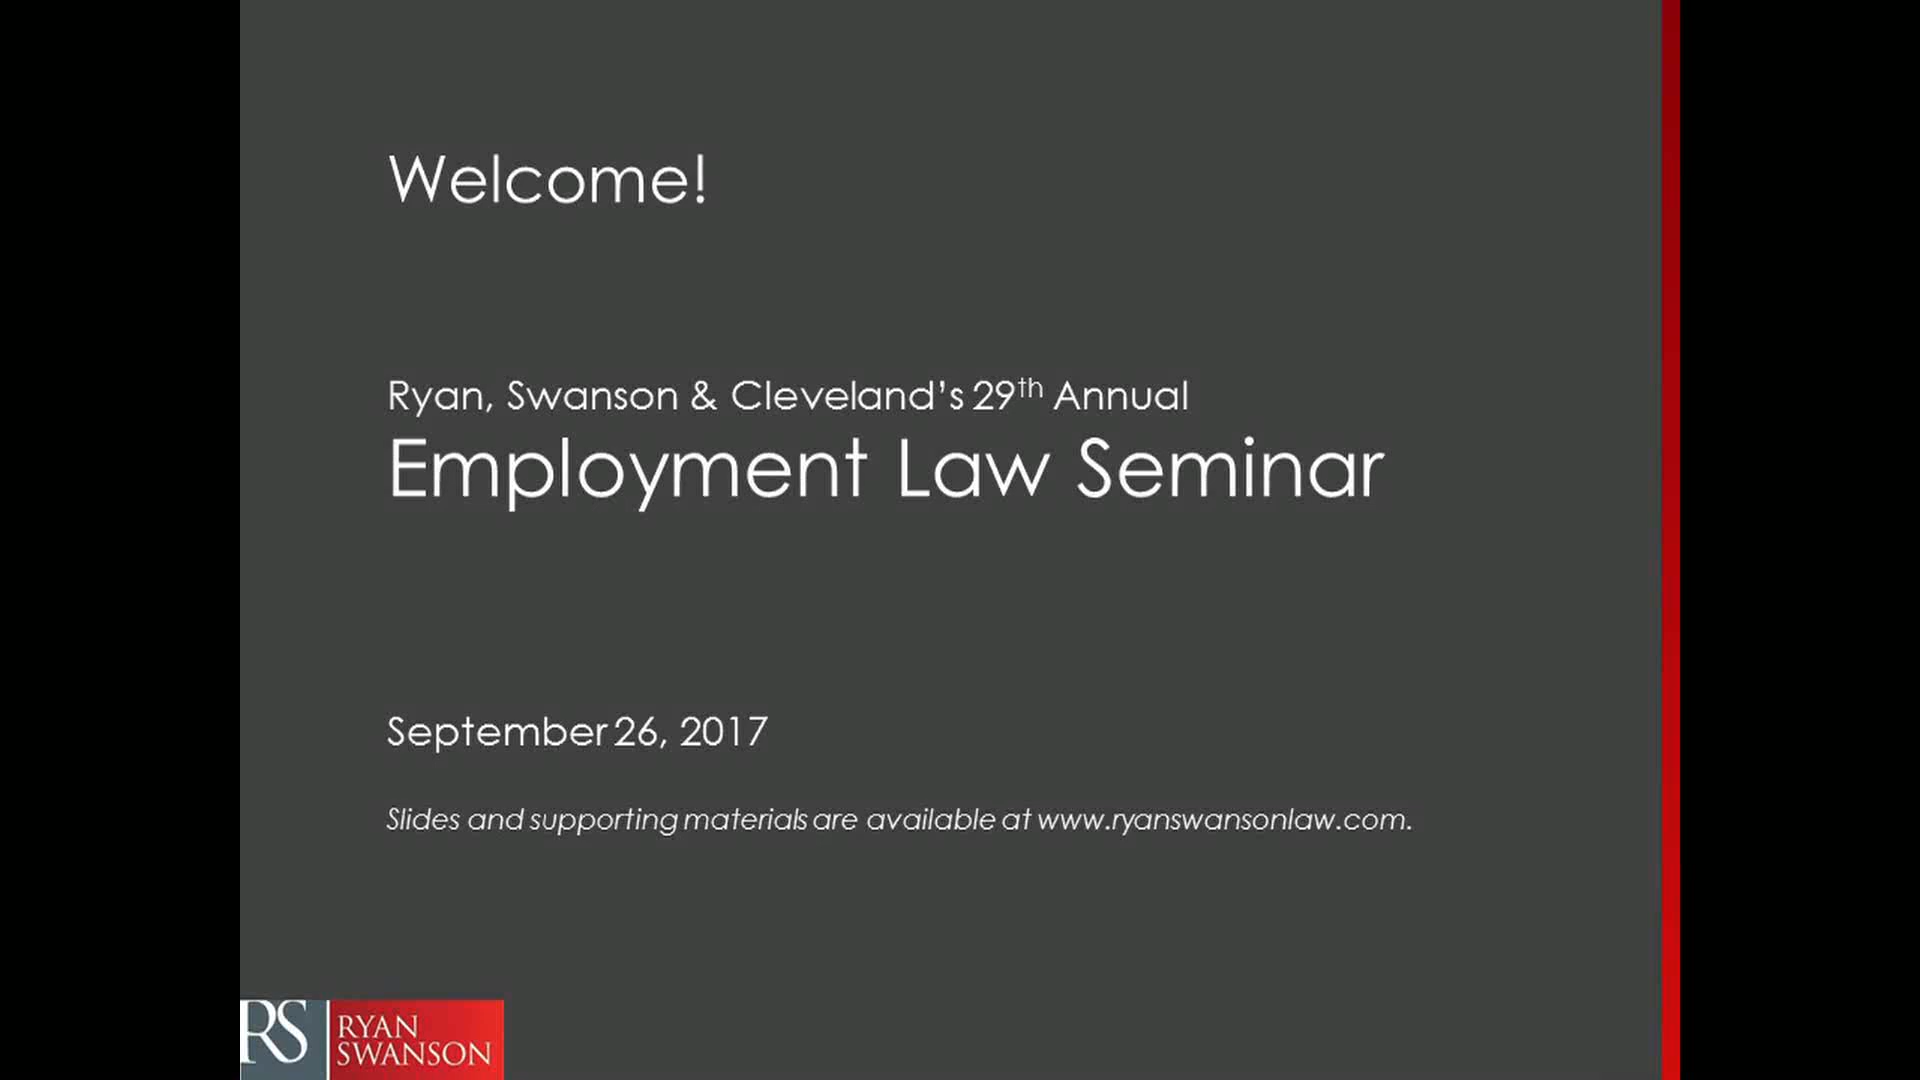 Welcome!
Ryan, Swanson & Cleveland’s 29th Annual
Employment Law Seminar
September 26, 2017
Slides and supporting materials are available at www.ryanswansonlaw.com.
RS
RYAN
SWANSON